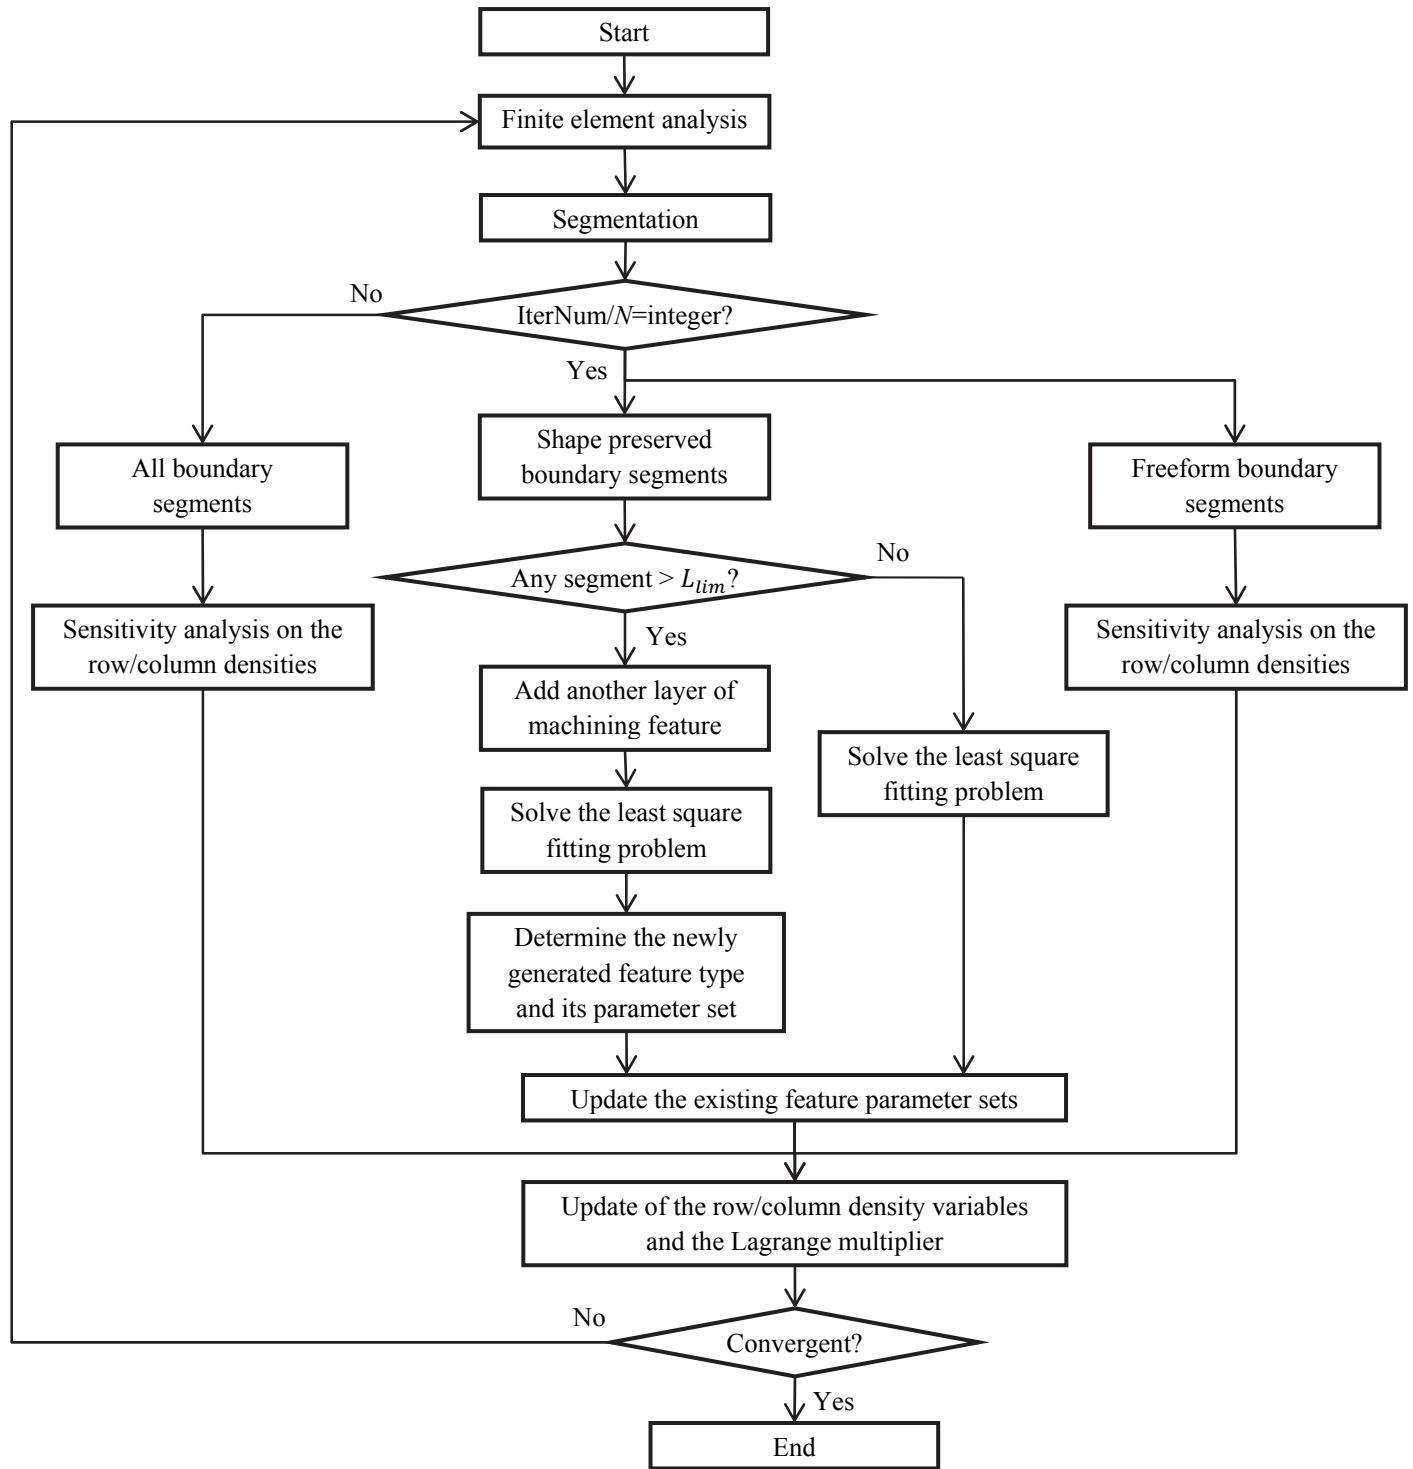 Start
Finite element analysis
Segmentation
No
IterNum/N=integer?
Yes
Shape preserved
boundary segments
All boundary
segments
Freeform boundary
segments
No
Any segment > L_lim?
Yes
Sensitivity analysis on the
row/column densities
Sensitivity analysis on the
row/column densities
Add another layer of
machining feature
Solve the least square
fitting problem
Solve the least square
fitting problem
Determine the newly
generated feature type
and its parameter set
Update the existing feature parameter sets
Update of the row/column density variables
and the Lagrange multiplier
No
Convergent?
Yes
End